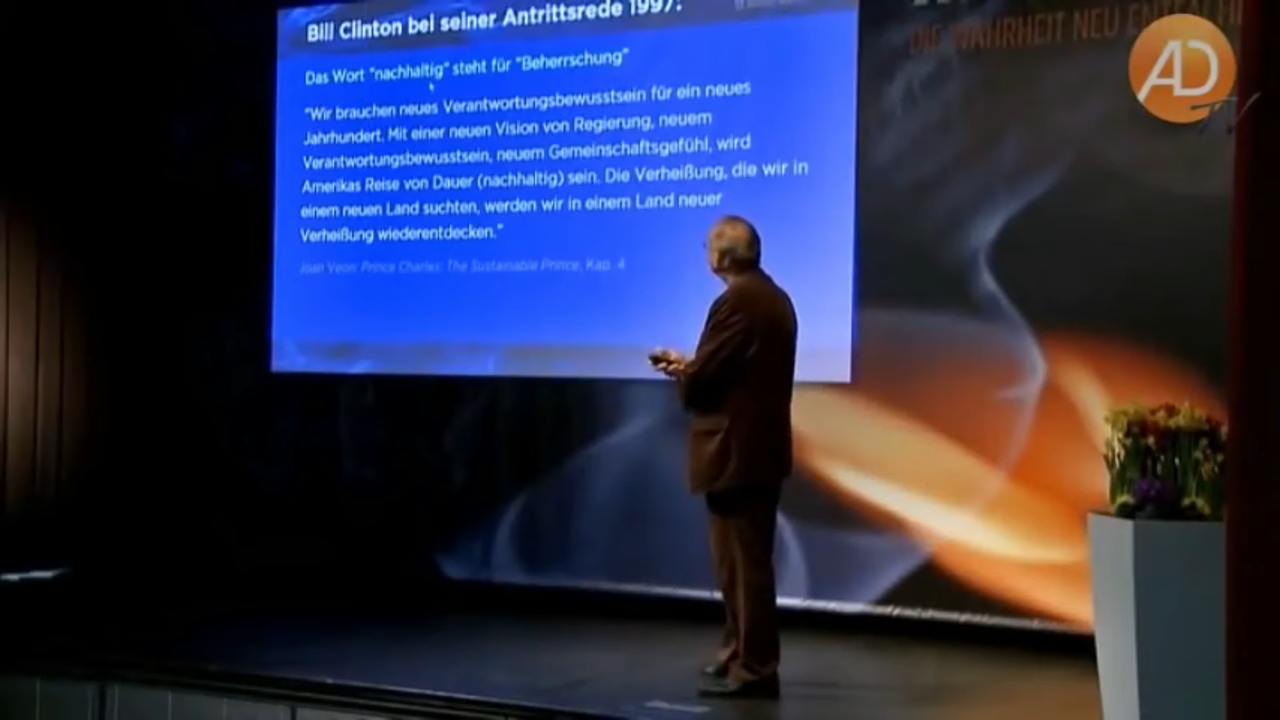 Bill Clinton bei seiner Antrittsrede 1997:
Das Wort "nachhaltig" steht für "Beherrschung"
"Wir brauchen neues Verantwortungsbewusstsein für ein neues
Jahrhundert. Mit einer neuen Vision von Regierung, neuem
Verantwortungsbewusstsein, neuem Gemeinschaftsgefühl, wird
Amerikas Reise von Dauer (nachhaltig) sein. Die Verheißung, die wir in
einem neuen Land suchten, werden wir in einem Land neuer
Verheißung wiederentdecken."
Joan Veon: Prince Charles: The Sustainable Prince, Kap. 4
DIE WAHRHEIT NEU
AD
TV